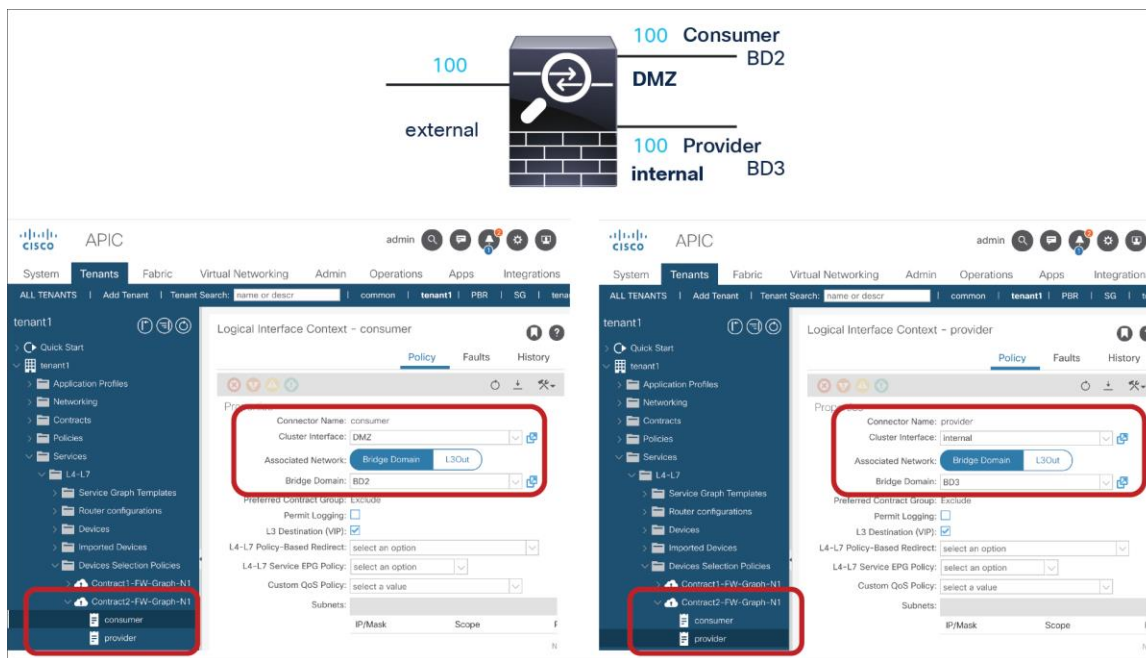 100 Consumer
BD2
100
DMZ
external
100 Provider
internal BD3
cisco APIC admin 2 1
System Tenants Fabric Virtual Networking Admin Operations Apps Integrations
ALL TENANTS | Add Tenant | Tenant Search: name or descr | common | tenant1 | PBR | SG |
tenant1
Quick Start
tenant1
Application Profiles
Networking
Contracts
Policies
Services
L4-L7
Service Graph Templates
Router configurations
Devices
Imported Devices
Devices Selection Policies
Contract1-FW-Graph-N1
Contract2-FW-Graph-N1
consumer
provider
Logical Interface Context - consumer
Policy Faults History
Properties
Connector Name: consumer
Cluster Interface: DMZ
Associated Network: Bridge Domain L3Out
Bridge Domain: BD2
Preferred Contract Group: Exclude
Permit Logging:
L3 Destination (VIP):
L4-L7 Policy-Based Redirect: select an option
L4-L7 Service EPG Policy: select an option
Custom QoS Policy: select a value
Subnets:
IP/Mask Scope
cisco APIC admin 2 1
System Tenants Fabric Virtual Networking Admin Operations Apps Integration
ALL TENANTS | Add Tenant | Tenant Search: name or descr | common | tenant1 | PBR | SG |
tenant1
Quick Start
tenant1
Application Profiles
Networking
Contracts
Policies
Services
L4-L7
Service Graph Templates
Router configurations
Devices
Imported Devices
Devices Selection Policies
Contract1-FW-Graph-N1
Contract2-FW-Graph-N1
consumer
provider
Logical Interface Context - provider
Policy Faults History
Connector Name: provider
Cluster Interface: internal
Associated Network: Bridge Domain L3Out
Bridge Domain: BD3
Preferred Contract Group: Exclude
Permit Logging:
L3 Destination (VIP):
L4-L7 Policy-Based Redirect: select an option
L4-L7 Service EPG Policy: select an option
Custom QoS Policy: select a value
Subnets:
IP/Mask Scope